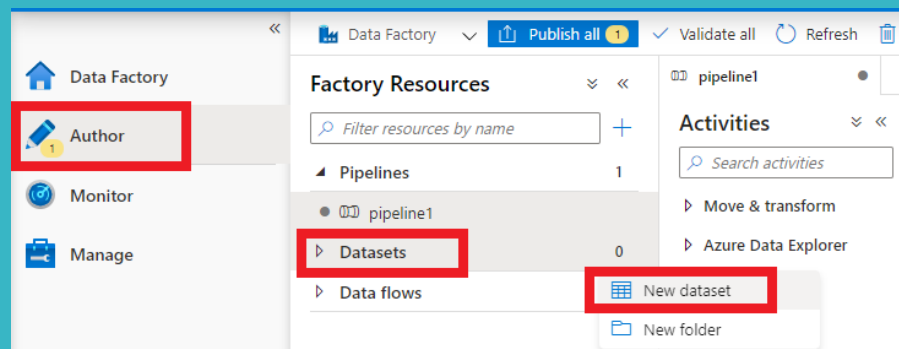 Data Factory
Author
1
Monitor
Manage
Data Factory
Publish all 1
Validate all
Refresh
Factory Resources
Filter resources by name
Pipelines 1
pipeline1
Datasets 0
Data flows
New dataset
New folder
pipeline1
Activities
Search activities
Move & transform
Azure Data Explorer